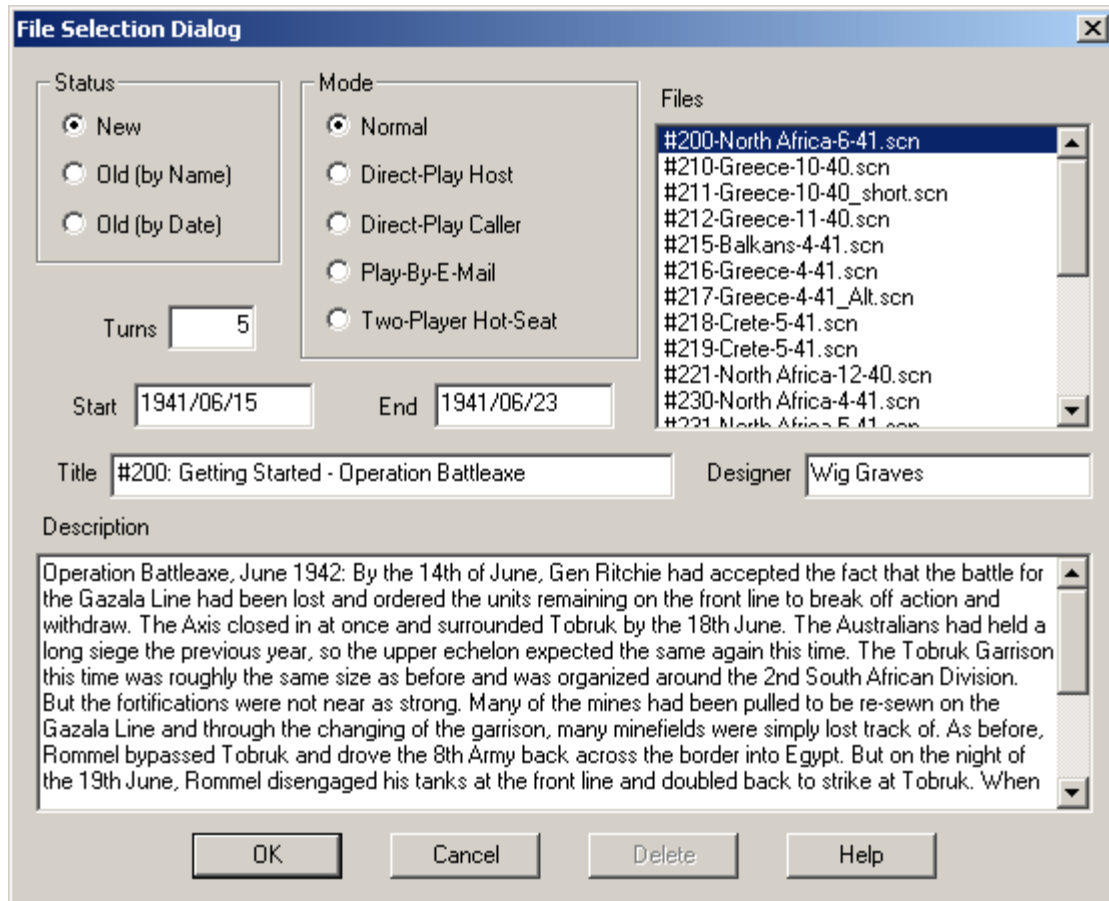 File Selection Dialog
Status
New
Old (by Name)
Old (by Date)
Mode
Normal
Direct-Play Host
Direct-Play Caller
Play-By-E-Mail
Two-Player Hot-Seat
Files
#200-North Africa-6-41.scn
#210-Greece-10-40.scn
#211-Greece-10-40_short.scn
#212-Greece-11-40.scn
#215-Balkans-4-41.scn
#216-Greece-4-41.scn
#217-Greece-4-41_Alt.scn
#218-Crete-5-41.scn
#219-Crete-5-41.scn
#221-North Africa-12-40.scn
#230-North Africa-4-41.scn
#231-North Africa-5-41.scn
Turns 5
Start 1941/06/15 End 1941/06/23
Title #200: Getting Started - Operation Battleaxe Designer Wig Graves
Description
Operation Battleaxe, June 1942: By the 14th of June, Gen Ritchie had accepted the fact that the battle for
the Gazala Line had been lost and ordered the units remaining on the front line to break off action and
withdraw. The Axis closed in at once and surrounded Tobruk by the 18th June. The Australians had held a
long siege the previous year, so the upper echelon expected the same again this time. The Tobruk Garrison
this time was roughly the same size as before and was organized around the 2nd South African Division.
But the fortifications were not near as strong. Many of the mines had been pulled to be re-sewn on the
Gazala Line and through the changing of the garrison, many minefields were simply lost track of. As before,
Rommel bypassed Tobruk and drove the 8th Army back across the border into Egypt. But on the night of
the 19th June, Rommel disengaged his tanks at the front line and doubled back to strike at Tobruk. When
OK Cancel Delete Help